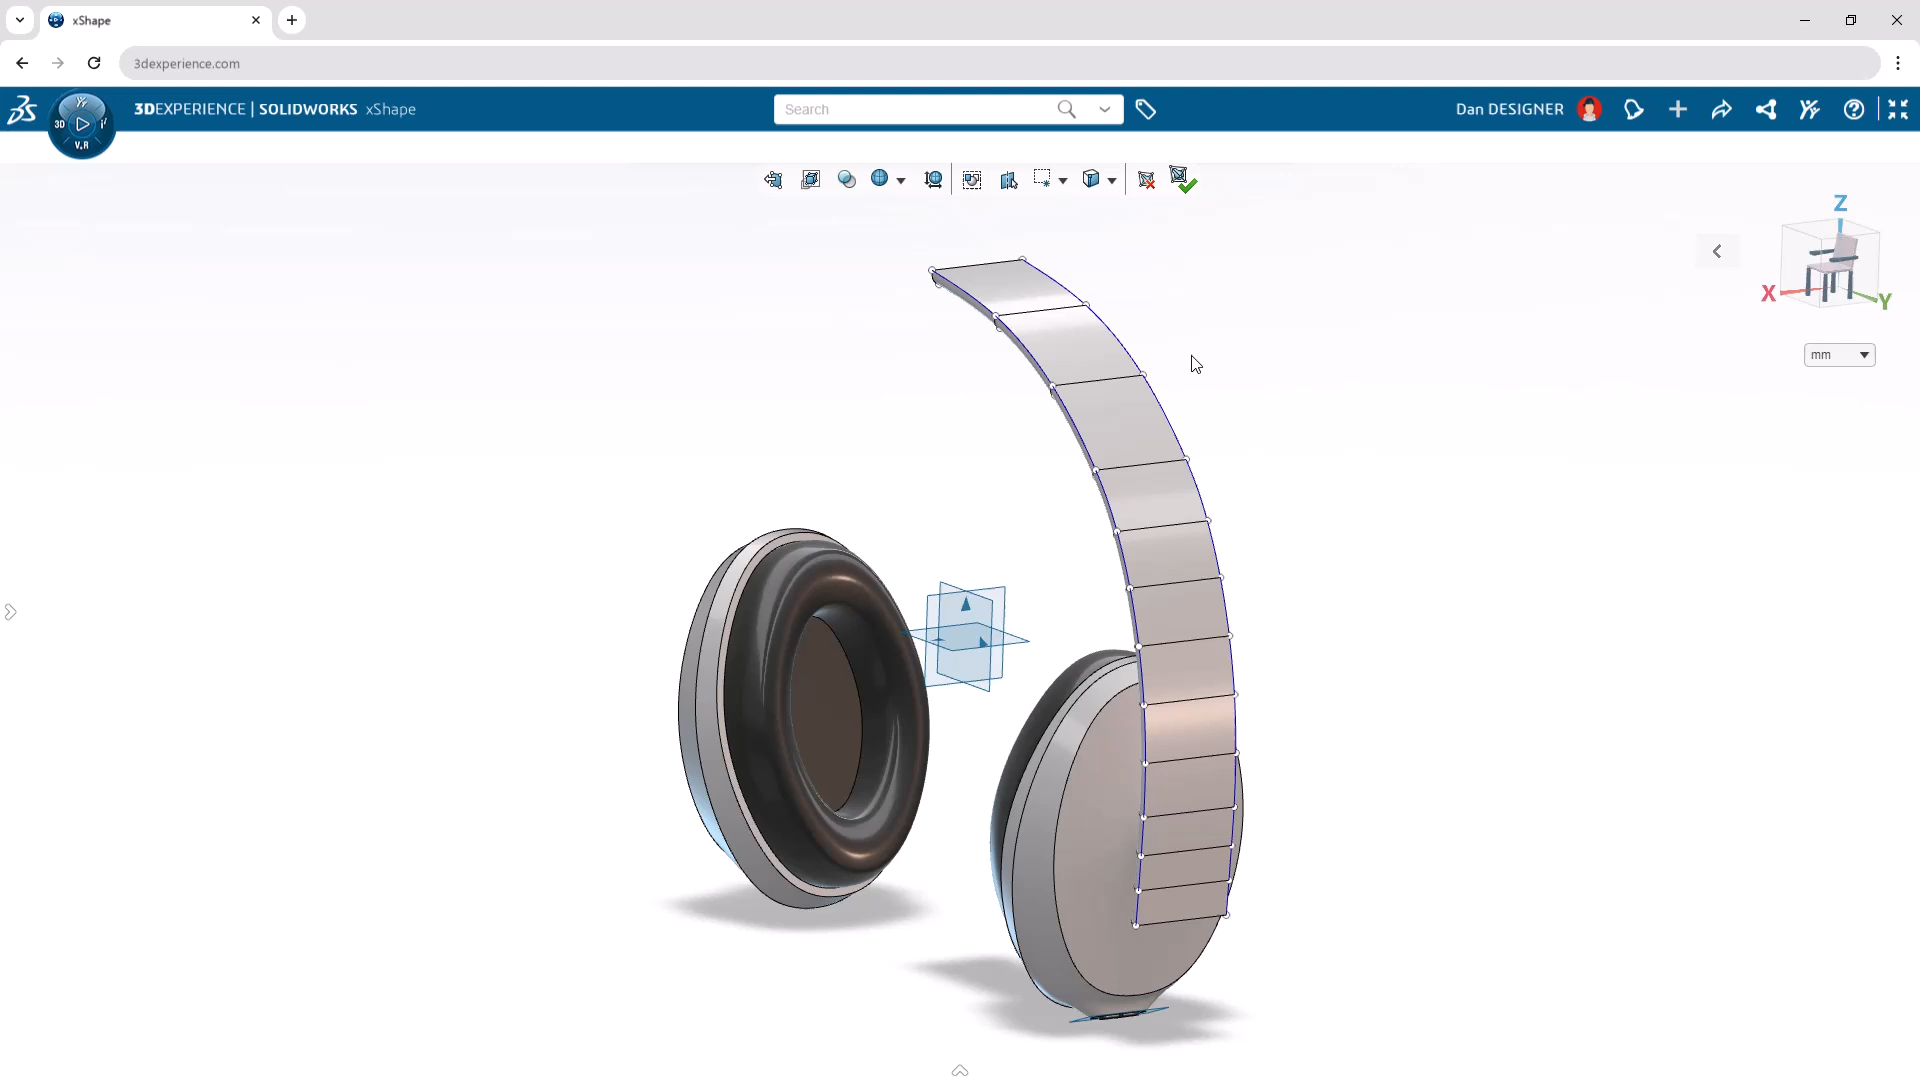 xShape
3dexperience.com
3DEXPERIENCE | SOLIDWORKS xShape
Search
Dan DESIGNER
3D
V.R
Z
X
Y
mm